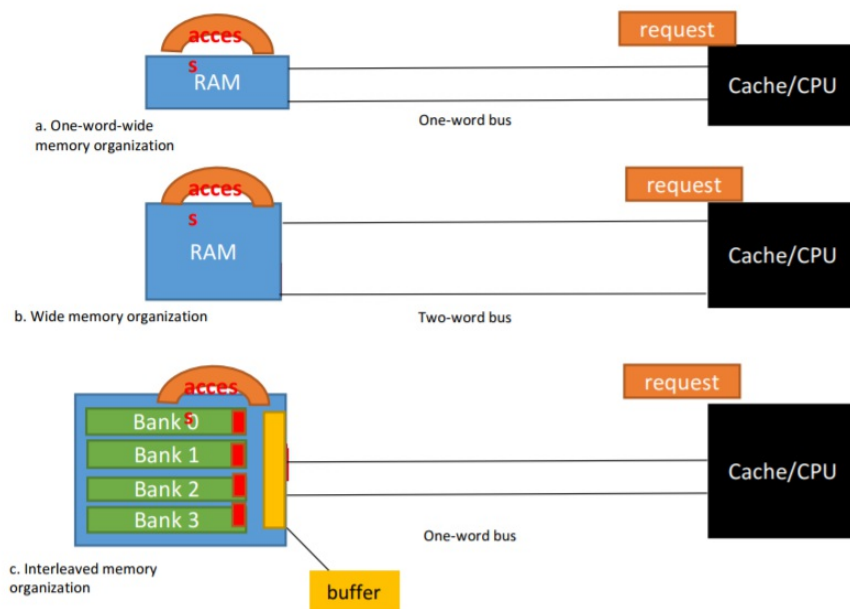 acces
s
RAM
request
Cache/CPU
One-word bus
a. One-word-wide
memory organization
acces
s
RAM
request
Cache/CPU
b. Wide memory organization
Two-word bus
acces
s
request
Bank 0
Bank 1
Bank 2
Bank 3
Cache/CPU
One-word bus
c. Interleaved memory
organization
buffer